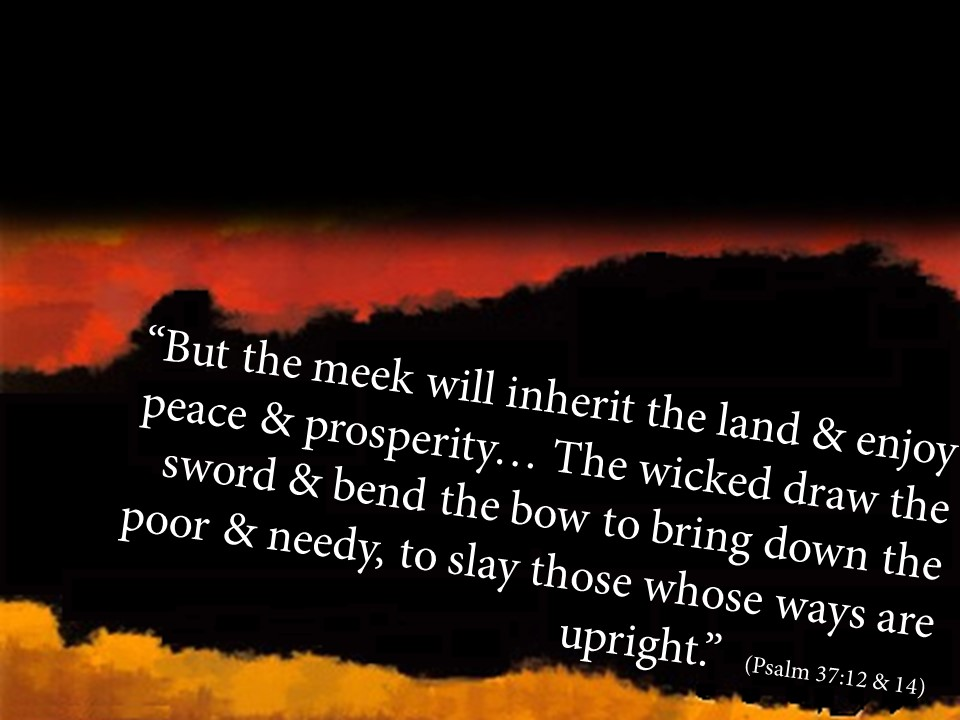 “But the meek will inherit the land & enjoy
peace & prosperity… The wicked draw the
sword & bend the bow to bring down the
poor & needy, to slay those whose ways are
upright.” (Psalm 37:12 & 14)